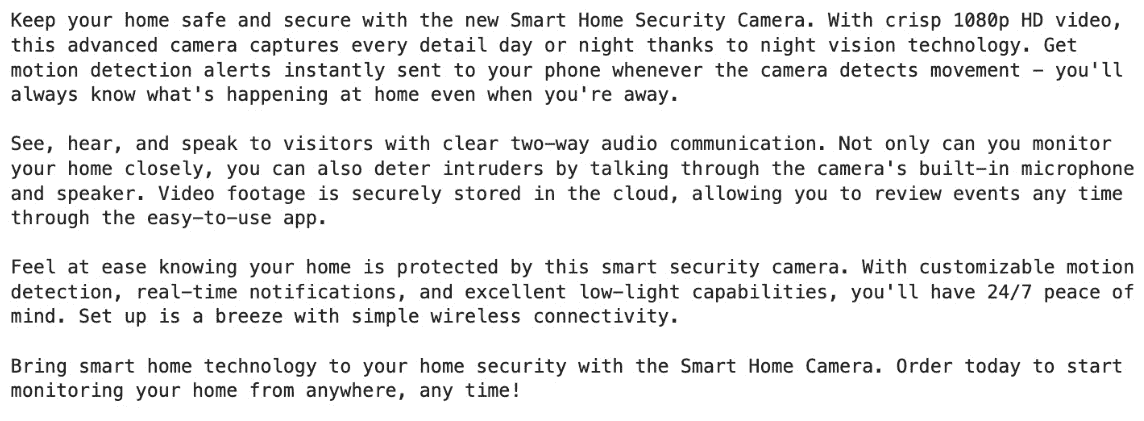 Keep your home safe and secure with the new Smart Home Security Camera. With crisp 1080p HD video,
this advanced camera captures every detail day or night thanks to night vision technology. Get
motion detection alerts instantly sent to your phone whenever the camera detects movement – you'll
always know what's happening at home even when you're away.

See, hear, and speak to visitors with clear two-way audio communication. Not only can you monitor
your home closely, you can also deter intruders by talking through the camera's built-in microphone
and speaker. Video footage is securely stored in the cloud, allowing you to review events any time
through the easy-to-use app.

Feel at ease knowing your home is protected by this smart security camera. With customizable motion
detection, real-time notifications, and excellent low-light capabilities, you'll have 24/7 peace of
mind. Set up is a breeze with simple wireless connectivity.

Bring smart home technology to your home security with the Smart Home Camera. Order today to start
monitoring your home from anywhere, any time!